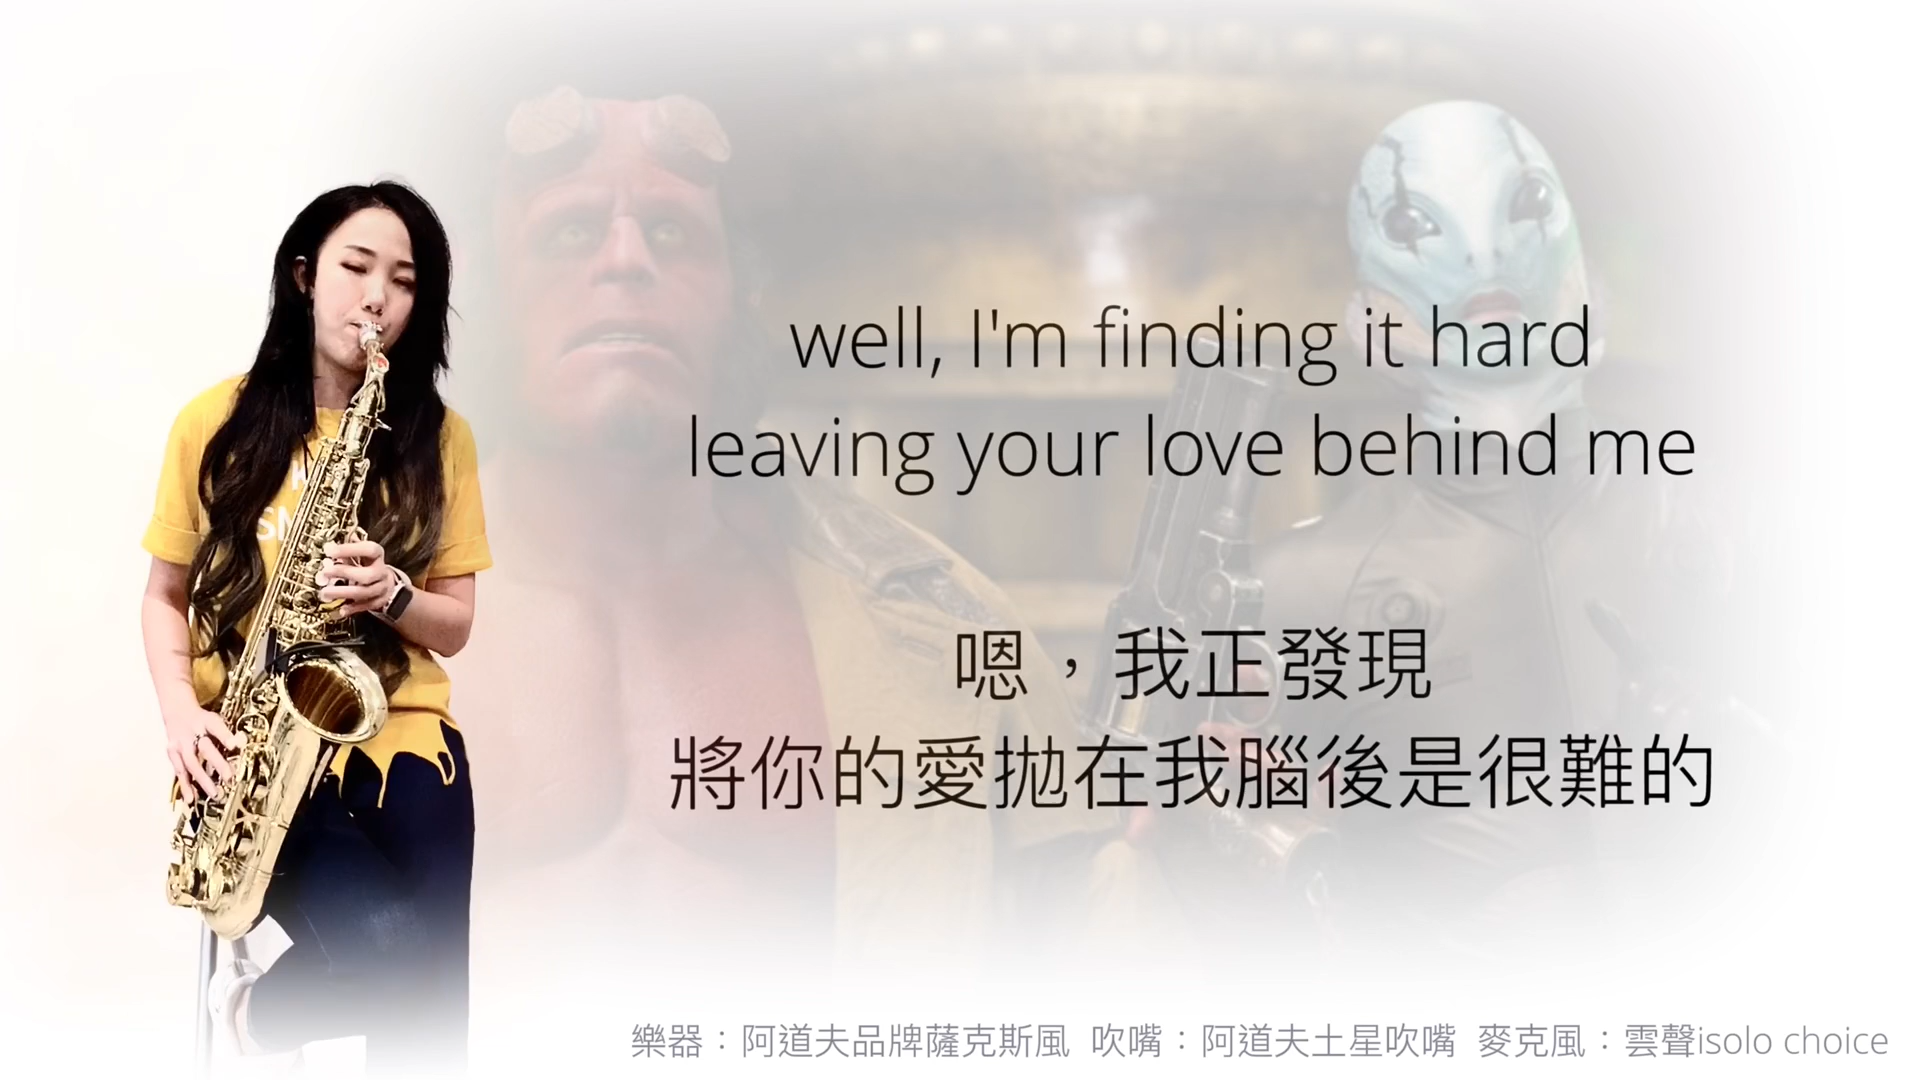 well, I'm finding it hard
leaving your love behind me
嗯，我正發現
將你的愛拋在我腦後是很難的
樂器：阿道夫品牌薩克斯風 吹嘴：阿道夫土星吹嘴 麥克風：雲聲isolo choice